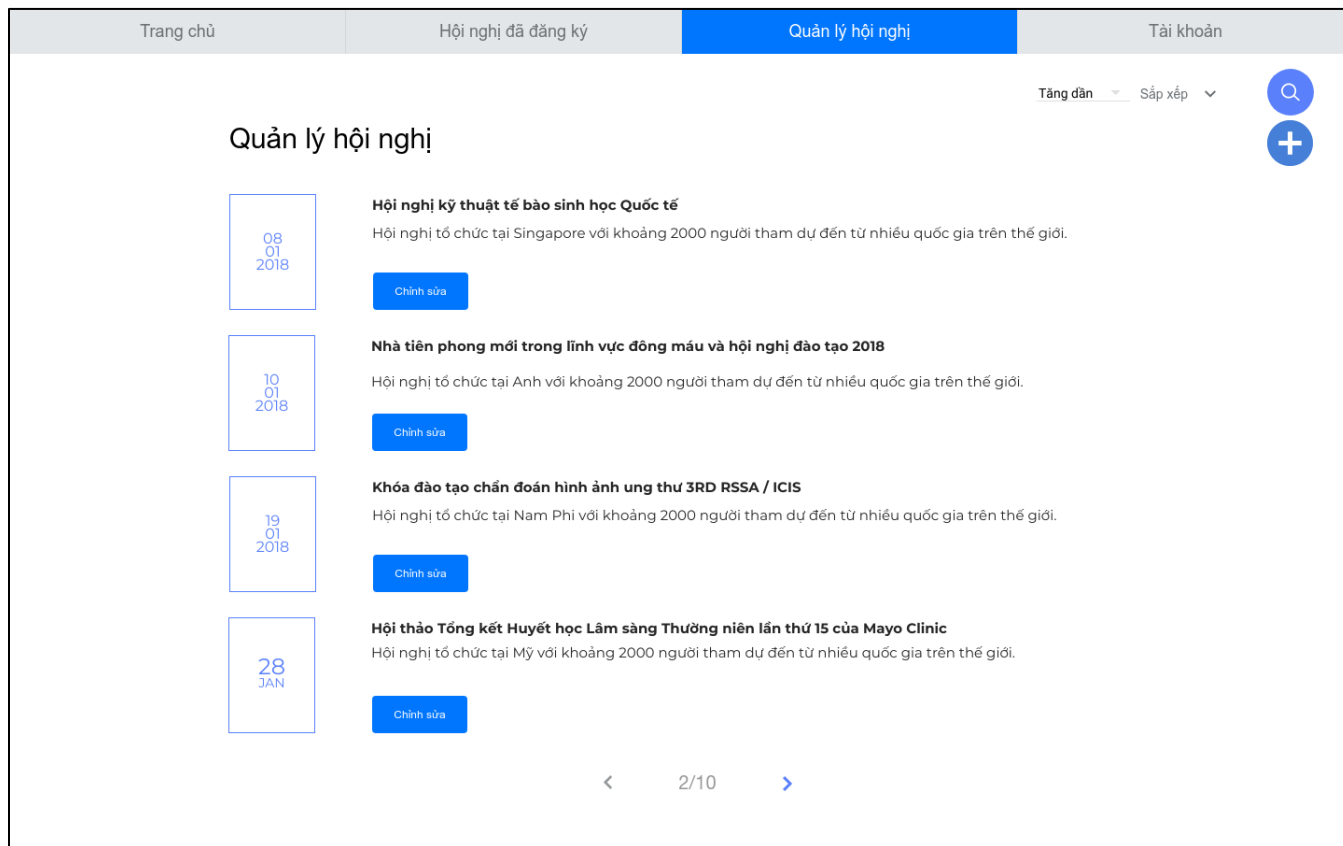 Trang chủ
Hội nghị đã đăng ký
Quản lý hội nghị
Tài khoản
Tăng dần
Sắp xếp
Quản lý hội nghị
08
01
2018
Hội nghị kỹ thuật tế bào sinh học Quốc tế
Hội nghị tổ chức tại Singapore với khoảng 2000 người tham dự đến từ nhiều quốc gia trên thế giới.
Chỉnh sửa
10
01
2018
Nhà tiên phong mới trong lĩnh vực đông máu và hội nghị đào tạo 2018
Hội nghị tổ chức tại Anh với khoảng 2000 người tham dự đến từ nhiều quốc gia trên thế giới.
Chỉnh sửa
19
01
2018
Khóa đào tạo chẩn đoán hình ảnh ung thư 3RD RSSA / ICIS
Hội nghị tổ chức tại Nam Phi với khoảng 2000 người tham dự đến từ nhiều quốc gia trên thế giới.
Chỉnh sửa
28
JAN
Hội thảo Tổng kết Huyết học Lâm sàng Thường niên lần thứ 15 của Mayo Clinic
Hội nghị tổ chức tại Mỹ với khoảng 2000 người tham dự đến từ nhiều quốc gia trên thế giới.
Chỉnh sửa
2/10